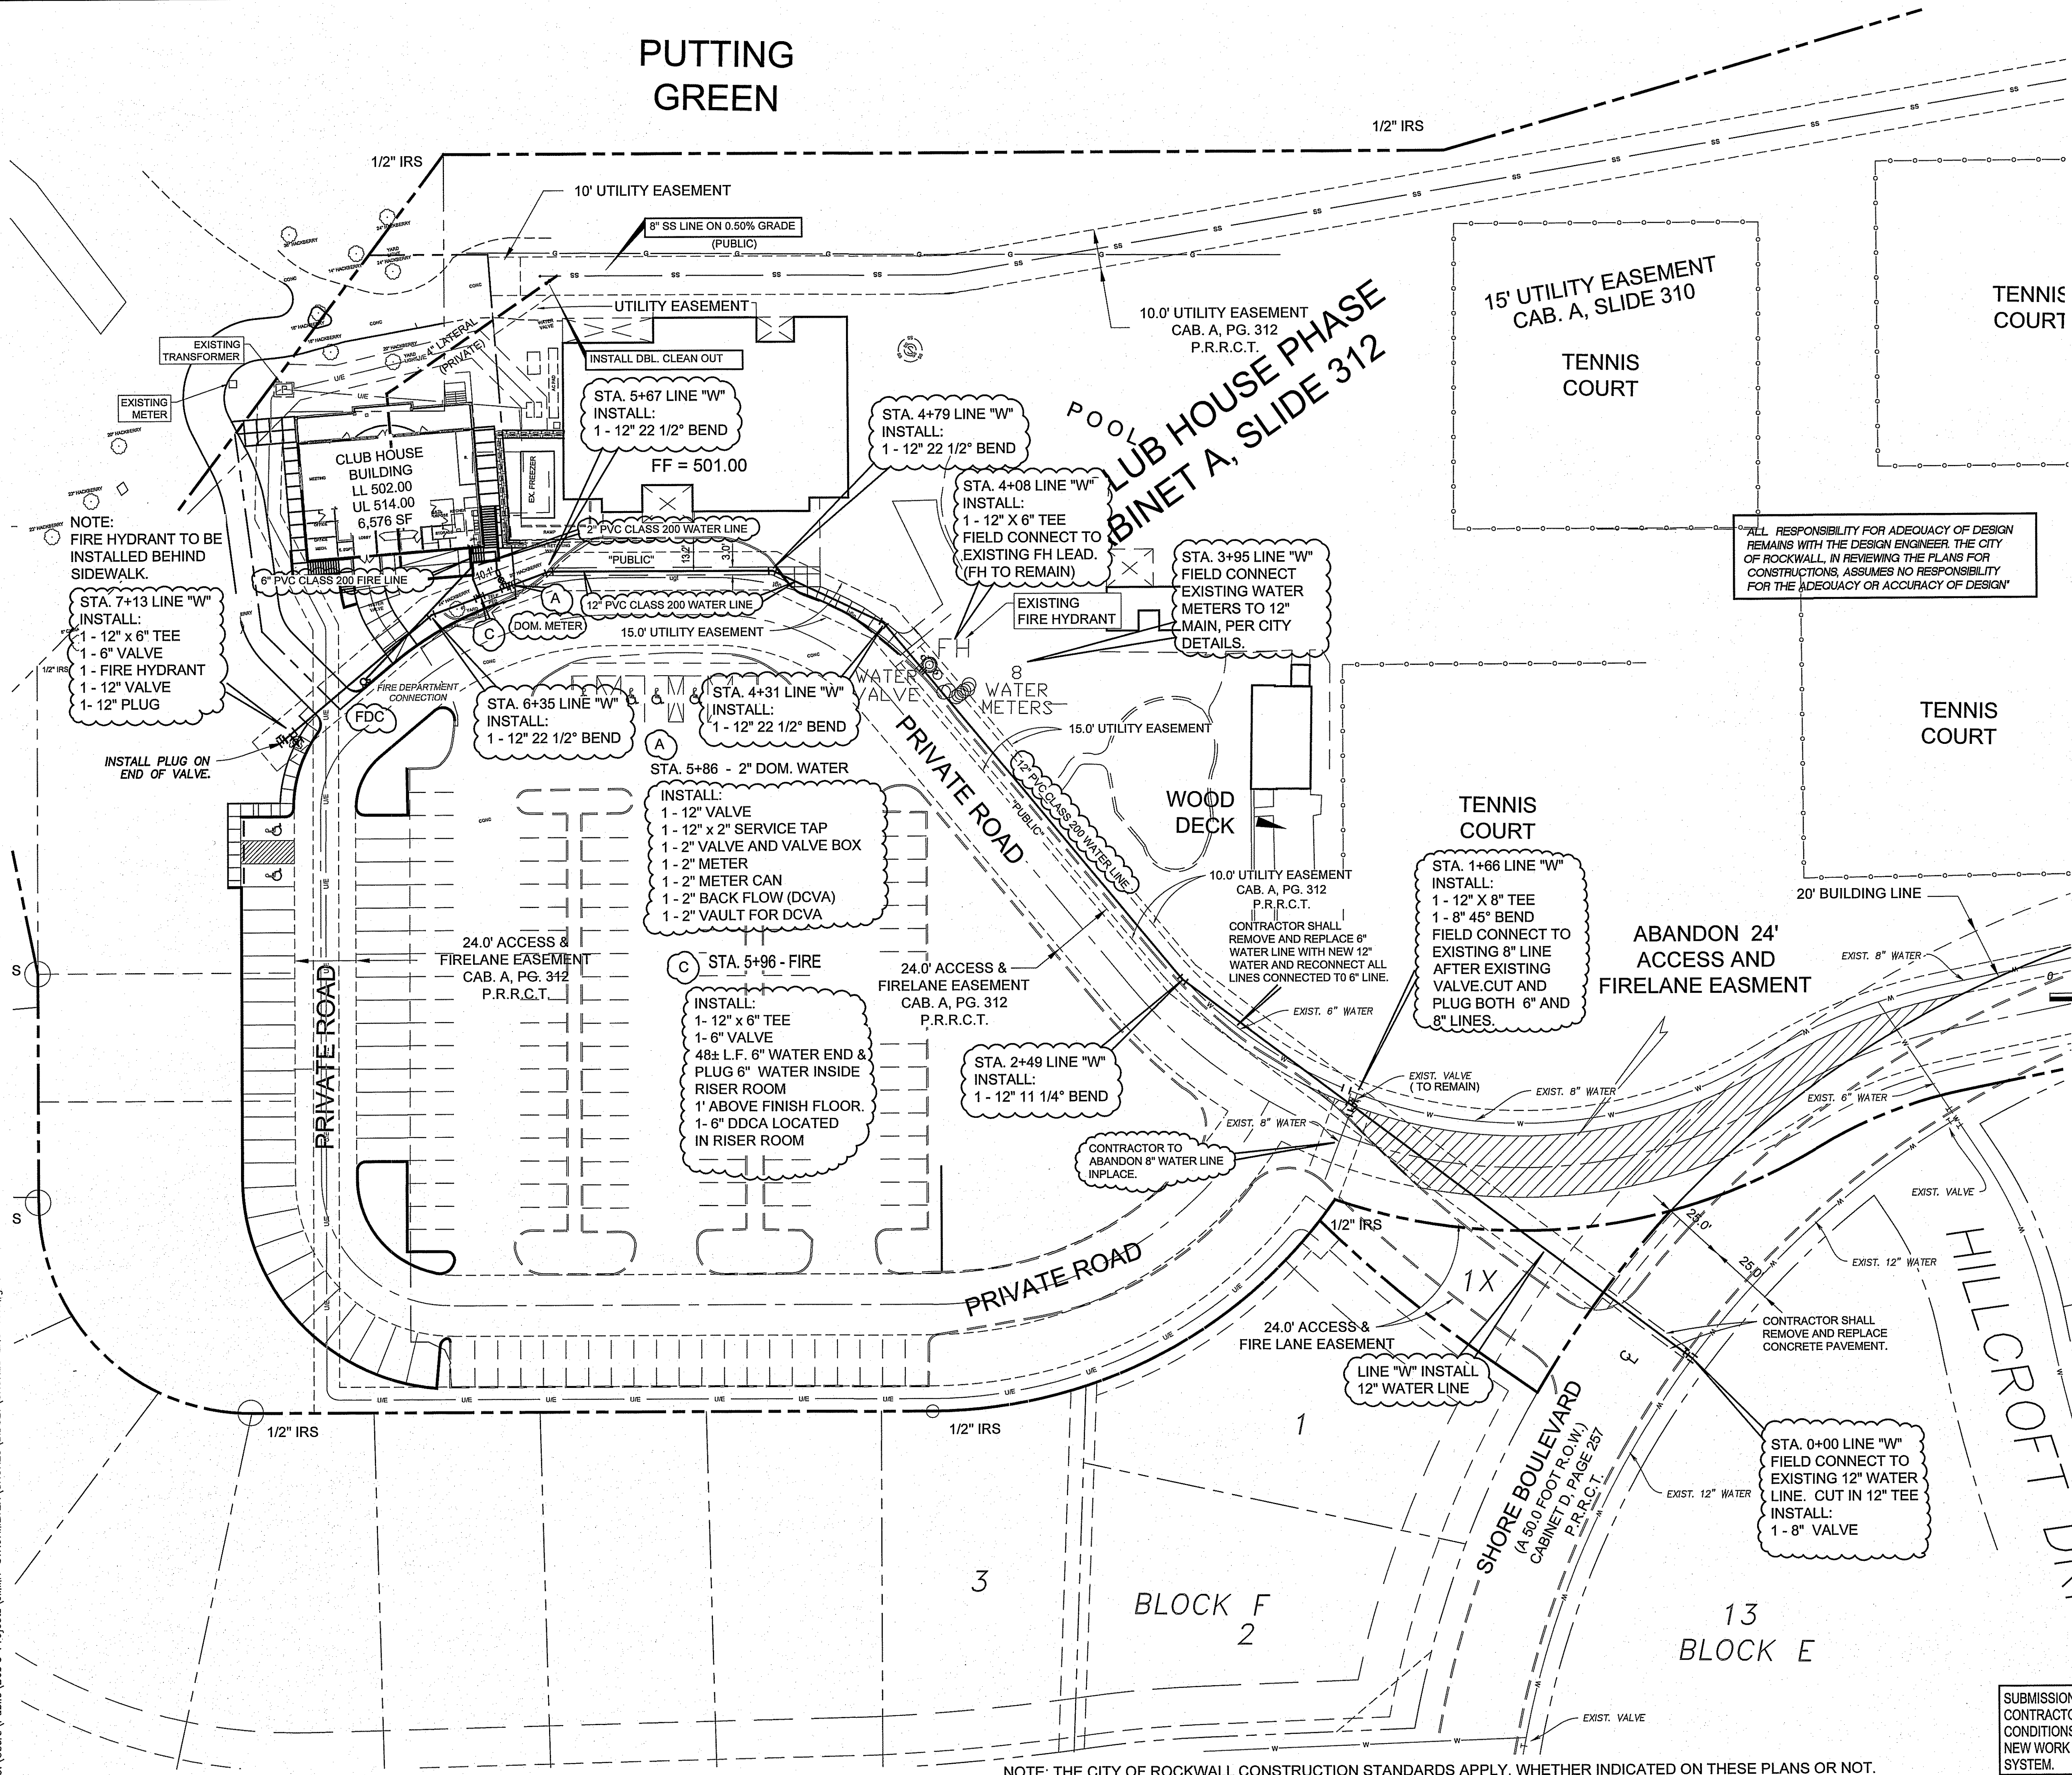 PUTTING
GREEN
1/2" IRS
1/2" IRS
10' UTILITY EASEMENT
8" SS LINE ON 0.50% GRADE
(PUBLIC)
UTILITY EASEMENT
4" LATERAL
(PRIVATE)
EXISTING
TRANSFORMER
EXISTING
METER
INSTALL DBL. CLEAN OUT
10.0' UTILITY EASEMENT
CAB. A, PG. 312
P.R.R.C.T.
15' UTILITY EASEMENT
CAB. A, SLIDE 310
TENNIS
COURT
TENNIS
COURT
LUB HOUSE PHASE
BINET A, SLIDE 312
POOL
STA. 5+67 LINE "W"
INSTALL:
1 - 12" 22 1/2° BEND
FF = 501.00
STA. 4+79 LINE "W"
INSTALL:
1 - 12" 22 1/2° BEND
CLUB HOUSE
BUILDING
LL 502.00
UL 514.00
6,576 SF
EX. FREEZER
STA. 4+08 LINE "W"
INSTALL:
1 - 12" X 6" TEE
FIELD CONNECT TO
EXISTING FH LEAD.
(FH TO REMAIN)
NOTE:
FIRE HYDRANT TO BE
INSTALLED BEHIND
SIDEWALK.
2" PVC CLASS 200 WATER LINE
"PUBLIC"
13.2'
3.0'
6" PVC CLASS 200 FIRE LINE
10.1'
12" PVC CLASS 200 WATER LINE
A
C
DOM. METER
15.0' UTILITY EASEMENT
STA. 3+95 LINE "W"
FIELD CONNECT
EXISTING WATER
METERS TO 12"
MAIN, PER CITY
DETAILS.
EXISTING
FIRE HYDRANT
ALL RESPONSIBILITY FOR ADEQUACY OF DESIGN
REMAINS WITH THE DESIGN ENGINEER. THE CITY
OF ROCKWALL, IN REVIEWING THE PLANS FOR
CONSTRUCTIONS, ASSUMES NO RESPONSIBILITY
FOR THE ADEQUACY OR ACCURACY OF DESIGN"
STA. 7+13 LINE "W"
INSTALL:
1 - 12" x 6" TEE
1 - 6" VALVE
1 - FIRE HYDRANT
1 - 12" VALVE
1- 12" PLUG
1/2" IRS
FIRE DEPARTMENT
CONNECTION
FDC
INSTALL PLUG ON
END OF VALVE.
STA. 6+35 LINE "W"
INSTALL:
1 - 12" 22 1/2° BEND
STA. 4+31 LINE "W"
INSTALL:
1 - 12" 22 1/2° BEND
FH
WATER
VALVE
8
WATER
METERS
15.0' UTILITY EASEMENT
PRIVATE ROAD
"PUBLIC"
12" PVC CLASS 200 WATER LINE
WOOD
DECK
TENNIS
COURT
TENNIS
COURT
A
STA. 5+86 - 2" DOM. WATER
INSTALL:
1 - 12" VALVE
1 - 12" x 2" SERVICE TAP
1 - 2" VALVE AND VALVE BOX
1 - 2" METER
1 - 2" METER CAN
1 - 2" BACK FLOW (DCVA)
1 - 2" VAULT FOR DCVA
C
STA. 5+96 - FIRE
INSTALL:
1- 12" x 6" TEE
1- 6" VALVE
48± L.F. 6" WATER END &
PLUG 6" WATER INSIDE
RISER ROOM
1' ABOVE FINISH FLOOR.
1- 6" DDCA LOCATED
IN RISER ROOM
24.0' ACCESS &
FIRELANE EASEMENT
CAB. A, PG. 312
P.R.R.C.T.
24.0' ACCESS &
FIRELANE EASEMENT
CAB. A, PG. 312
P.R.R.C.T.
PRIVATE ROAD
10.0' UTILITY EASEMENT
CAB. A, PG. 312
P.R.R.C.T.
CONTRACTOR SHALL
REMOVE AND REPLACE 6"
WATER LINE WITH NEW 12"
WATER AND RECONNECT ALL
LINES CONNECTED TO 6" LINE.
EXIST. 6" WATER
STA. 1+66 LINE "W"
INSTALL:
1 - 12" X 8" TEE
1 - 8" 45° BEND
FIELD CONNECT TO
EXISTING 8" LINE
AFTER EXISTING
VALVE.CUT AND
PLUG BOTH 6" AND
8" LINES.
ABANDON 24'
ACCESS AND
FIRELANE EASMENT
20' BUILDING LINE
EXIST. 8" WATER
STA. 2+49 LINE "W"
INSTALL:
1 - 12" 11 1/4° BEND
EXIST. VALVE
( TO REMAIN)
EXIST. 8" WATER
EXIST. 6" WATER
EXIST. 8" WATER
CONTRACTOR TO
ABANDON 8" WATER LINE
INPLACE.
EXIST. VALVE
S
S
1/2" IRS
25.0'
25.0'
EXIST. 12" WATER
HILLCROFT DR
PRIVATE ROAD
1X
24.0' ACCESS &
FIRE LANE EASEMENT
CONTRACTOR SHALL
REMOVE AND REPLACE
CONCRETE PAVEMENT.
LINE "W" INSTALL
12" WATER LINE
1/2" IRS
1/2" IRS
1
SHORE BOULEVARD
(A 50.0 FOOT R.O.W.)
CABINET D, PAGE 257
P.R.R.C.T.
EXIST. 12" WATER
STA. 0+00 LINE "W"
FIELD CONNECT TO
EXISTING 12" WATER
LINE. CUT IN 12" TEE
INSTALL:
1 - 8" VALVE
3
BLOCK F
2
13
BLOCK E
EXIST. VALVE
SUBMISSION
CONTRACTO
CONDITIONS
NEW WORK
SYSTEM.
NOTE: THE CITY OF ROCKWALL CONSTRUCTION STANDARDS APPLY, WHETHER INDICATED ON THESE PLANS OR NOT.